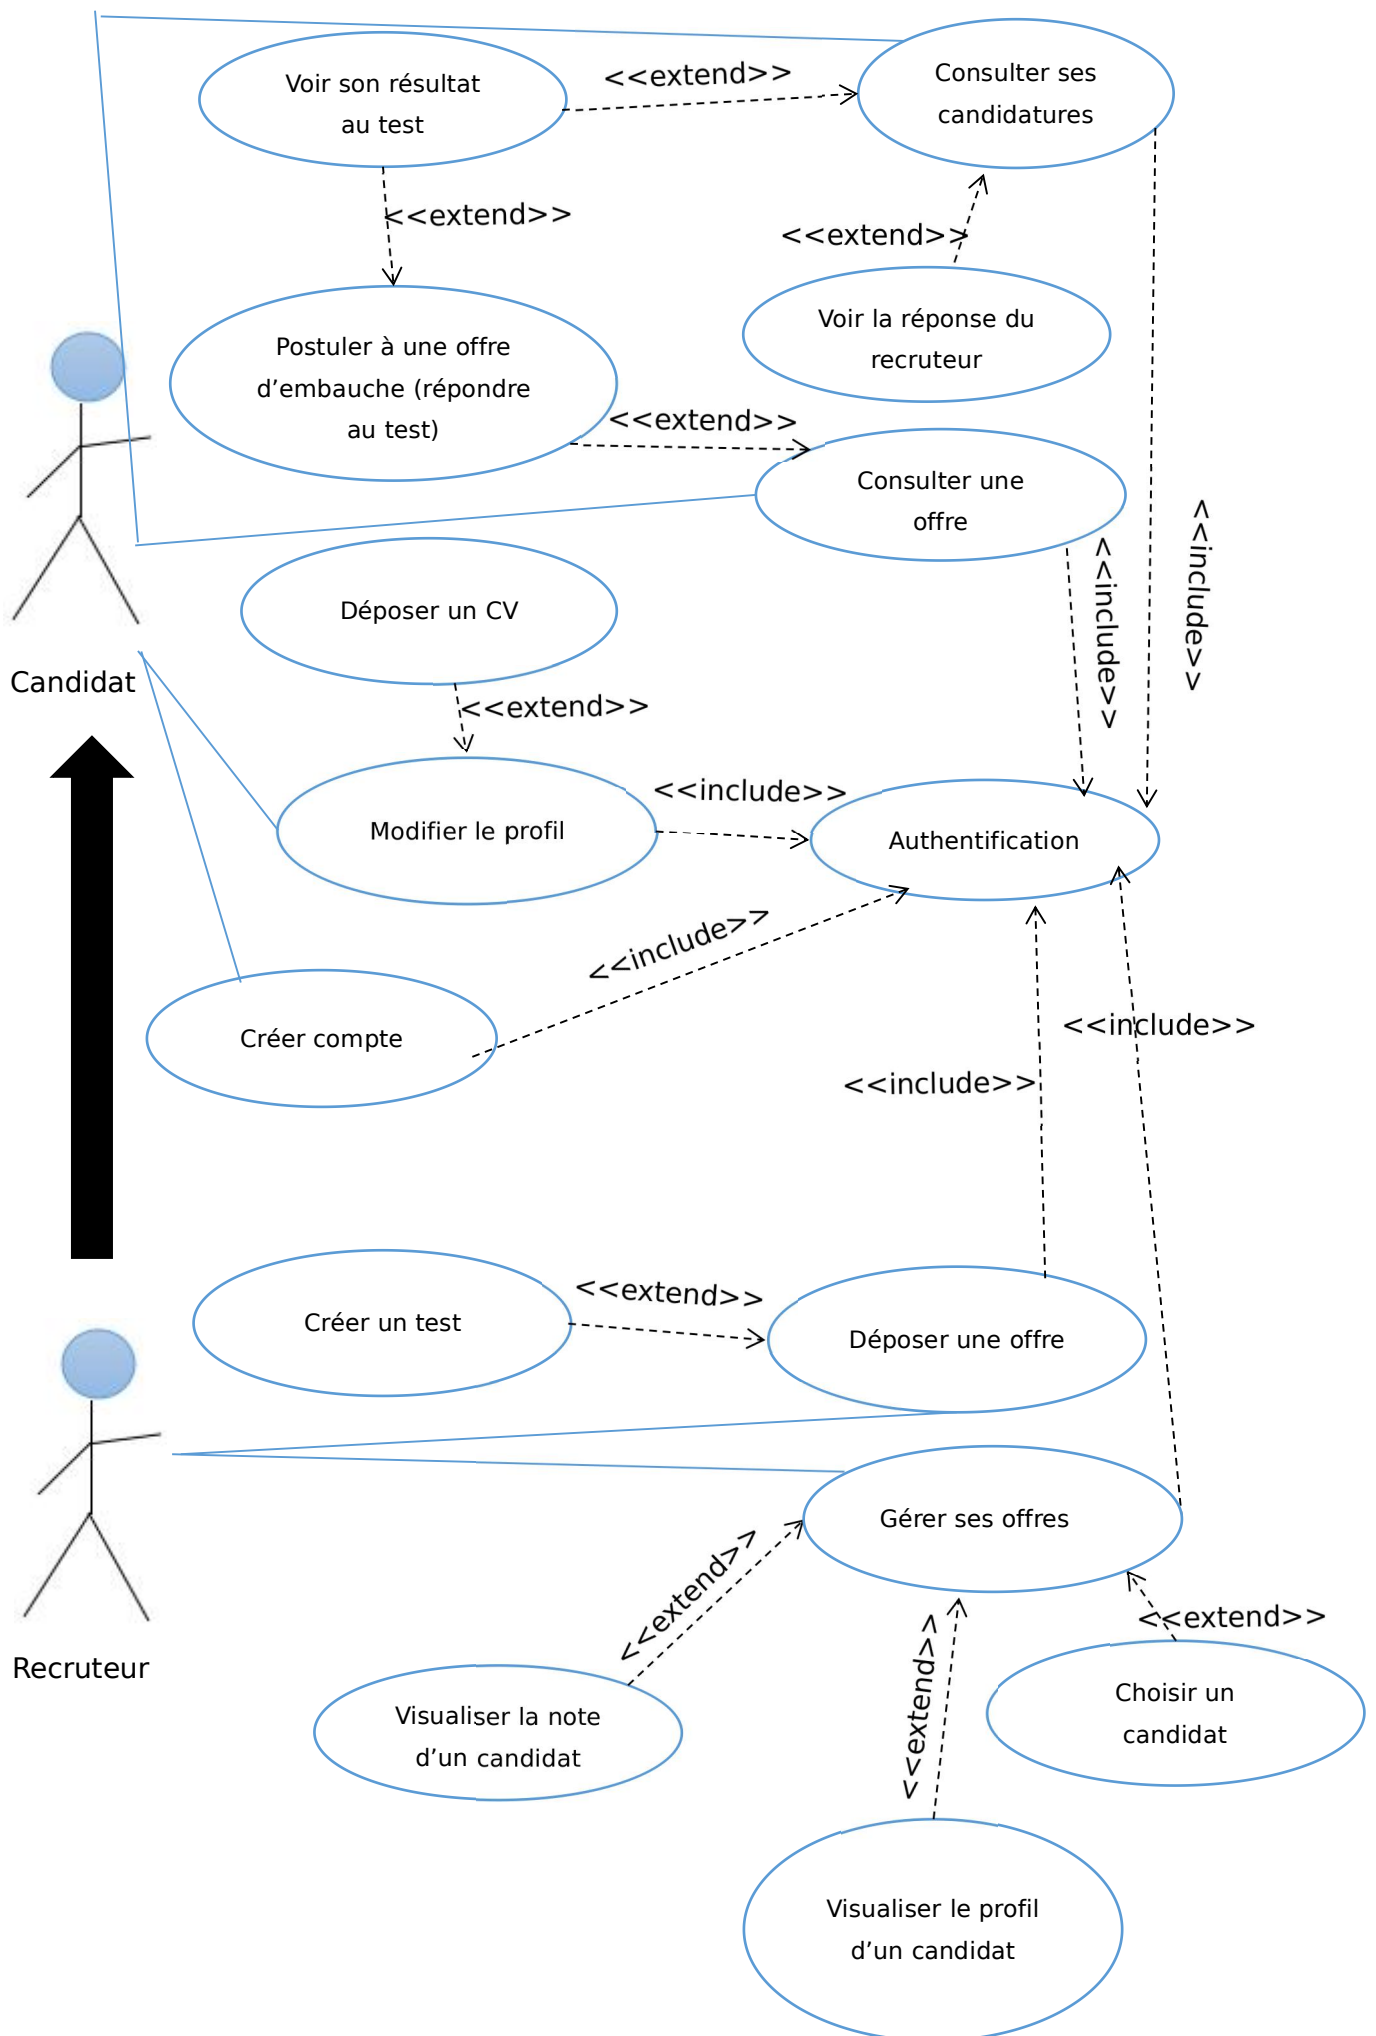 Voir son résultat
au test
<<extend>>
Consulter ses
candidatures
<<extend>>
<<extend>>
Voir la réponse du
recruteur
Postuler à une offre
d’embauche (répondre
au test)
<<extend>>
Consulter une
offre
<<include>>
<<include>>
Déposer un CV
Candidat
<<extend>>
Modifier le profil
<<include>>
Authentification
<<include>>
Créer compte
<<include>>
<<include>>
Créer un test
<<extend>>
Déposer une offre
Gérer ses offres
Recruteur
<<extend>>
<<extend>>
<<extend>>
Choisir un
candidat
Visualiser la note
d’un candidat
Visualiser le profil
d’un candidat